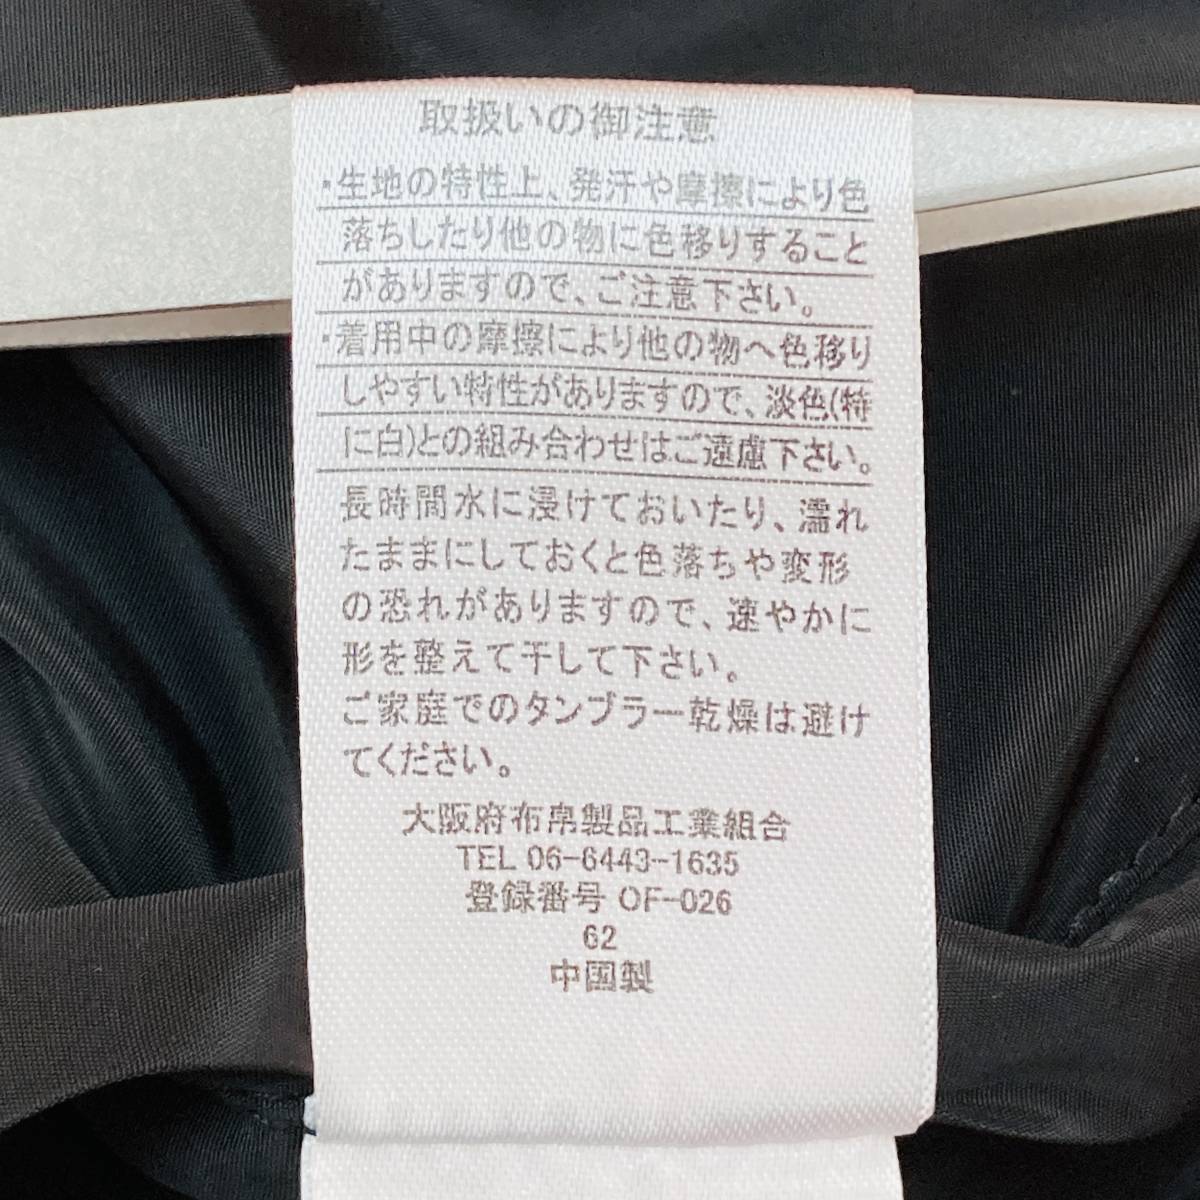 取扱いの御注意
・生地の特性上、発汗や摩擦により色
落ちしたり他の物に色移りすること
がありますので、ご注意下さい。
・着用中の摩擦により他の物へ色移り
しやすい特性がありますので、淡色(特
に白)との組み合わせはご遠慮下さい。
長時間水に浸けておいたり、濡れ
たままにしておくと色落ちや変形
の恐れがありますので、速やかに
形を整えて干して下さい。
ご家庭でのタンブラー乾燥は避け
てください。
大阪府布帛製品工業組合
TEL 06-6443-1635
登録番号 OF-026
62
中国製